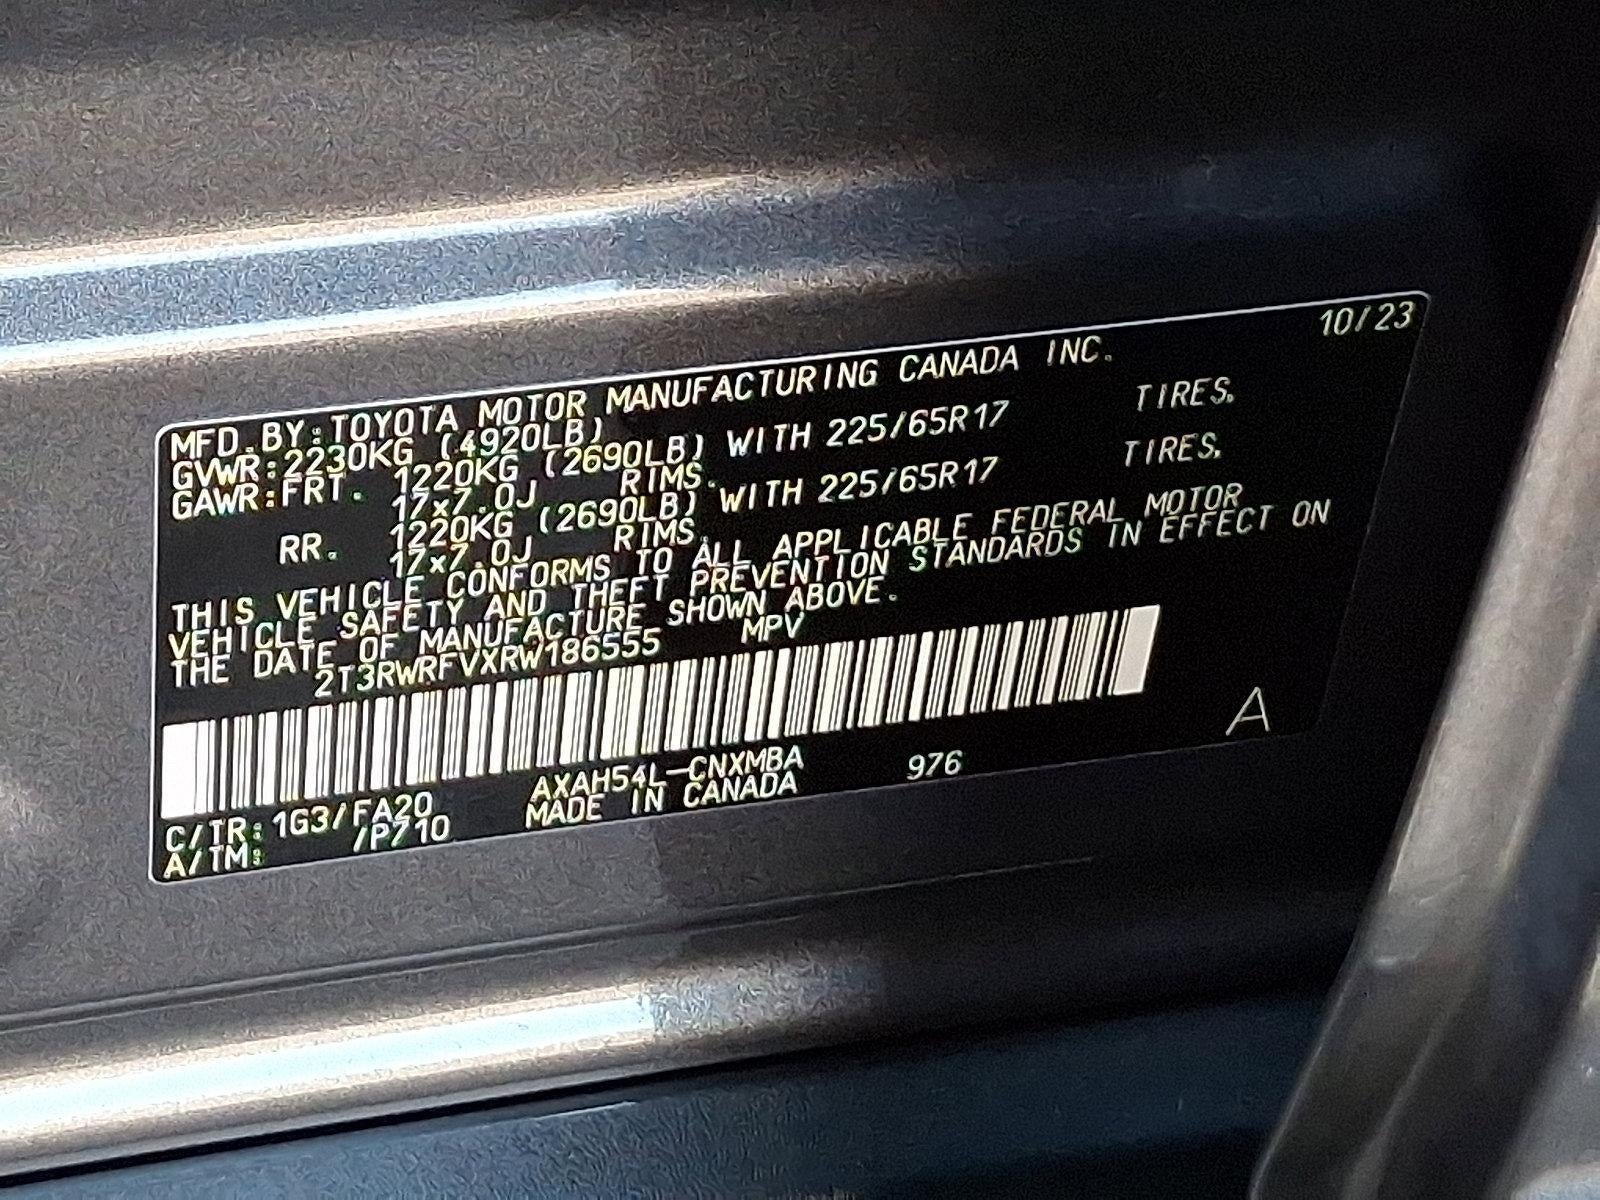 10/23
MFD.BY:TOYOTA MOTOR MANUFACTURING CANADA INC.
GVWR:2230KG (4920LB)
GAWR:FRT. 1220KG (2690LB) WITH 225/65R17 TIRES.
17x7.0J RIMS.
RR. 1220KG (2690LB) WITH 225/65R17 TIRES.
17x7.0J RIMS.
THIS VEHICLE CONFORMS TO ALL APPLICABLE FEDERAL MOTOR
VEHICLE SAFETY AND THEFT PREVENTION STANDARDS IN EFFECT ON
THE DATE OF MANUFACTURE SHOWN ABOVE.
2T3RWRFVXRW186555 MPV
A
C/TR:1G3/FA20 AXAH54L-CNXMBA 976
A/TM: /P710 MADE IN CANADA